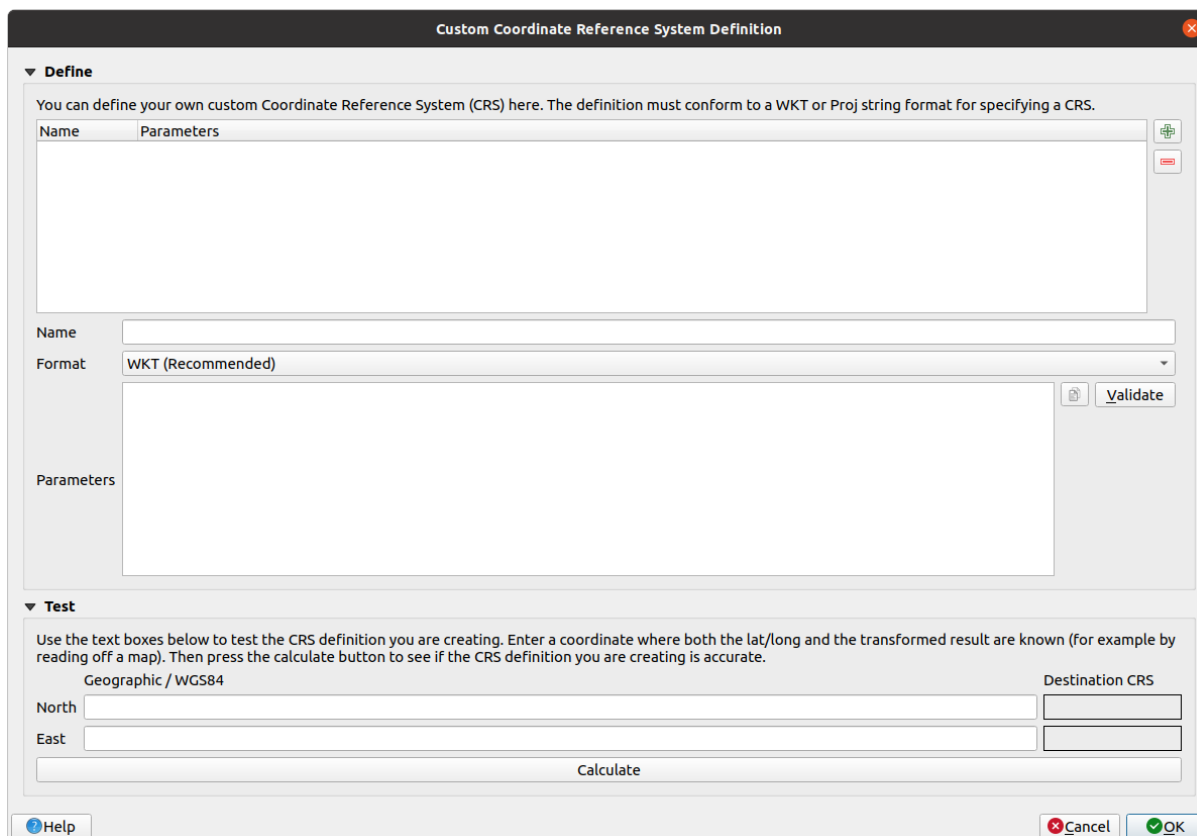 Custom Coordinate Reference System Definition
Define
You can define your own custom Coordinate Reference System (CRS) here. The definition must conform to a WKT or Proj string format for specifying a CRS.
Name Parameters
Name
Format WKT (Recommended)
Validate
Parameters
Test
Use the text boxes below to test the CRS definition you are creating. Enter a coordinate where both the lat/long and the transformed result are known (for example by
reading off a map). Then press the calculate button to see if the CRS definition you are creating is accurate.
Geographic / WGS84 Destination CRS
North
East
Calculate
Help Cancel OK